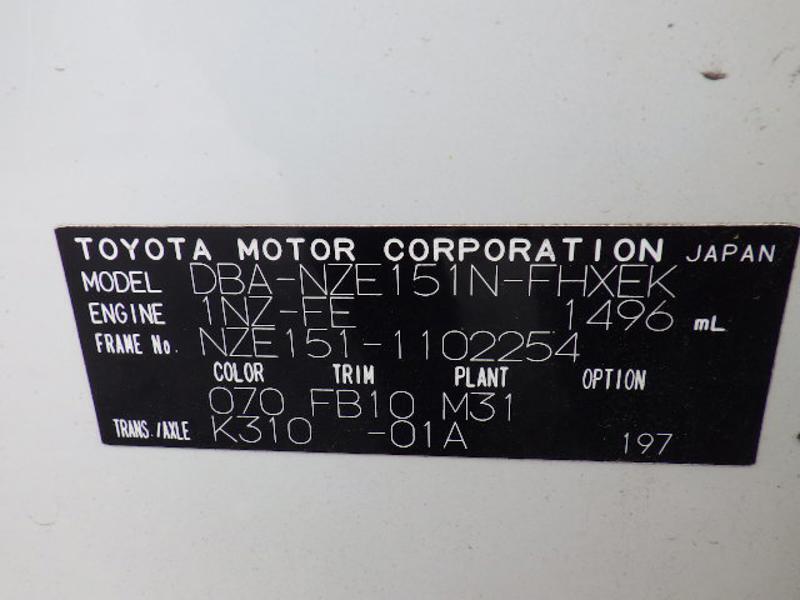 TOYOTA MOTOR CORPORATION JAPAN
MODEL DBA-NZE151N-FHXEK
ENGINE 1NZ-FE 1496 mL
FRAME No. NZE151-1102254
COLOR TRIM PLANT OPTION
070 FB10 M31
TRANS./AXLE K310 -01A 197